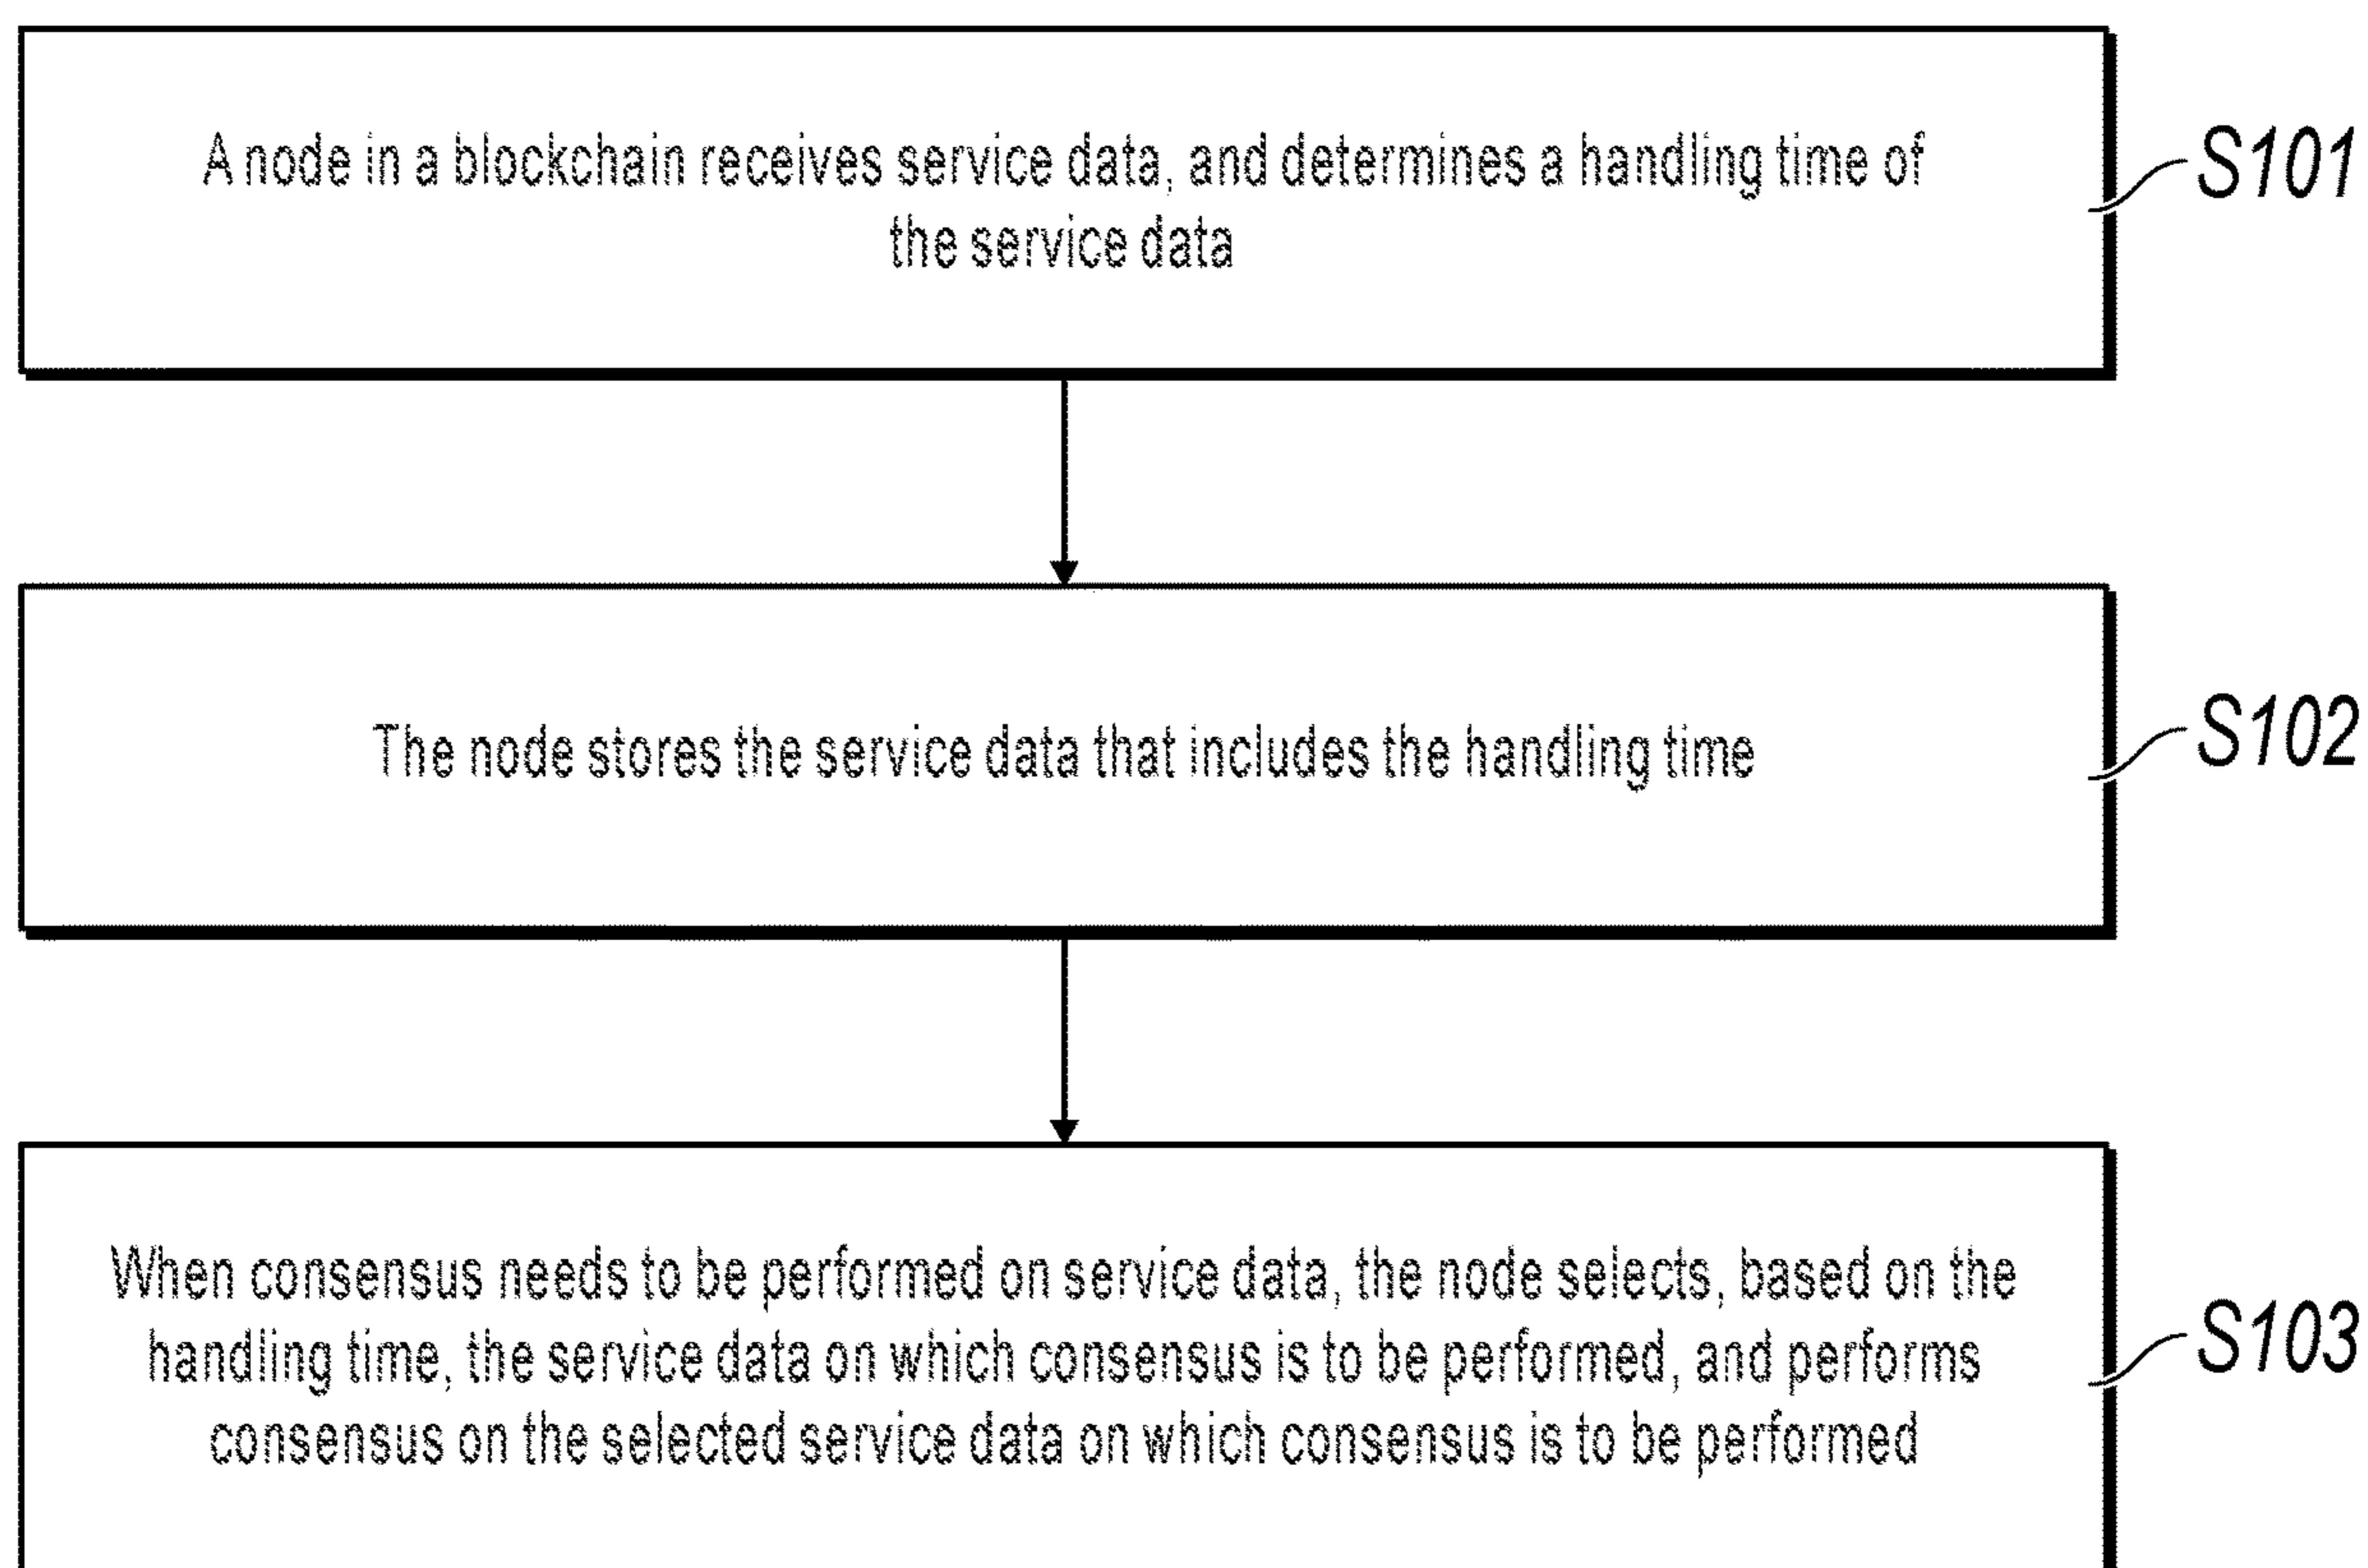 A node in a blockchain receives service data, and determines a handling time of
the service data
S101
The node stores the service data that includes the handling time
S102
When consensus needs to be performed on service data, the node selects, based on the
handling time, the service data on which consensus is to be performed, and performs
consensus on the selected service data on which consensus is to be performed
S103